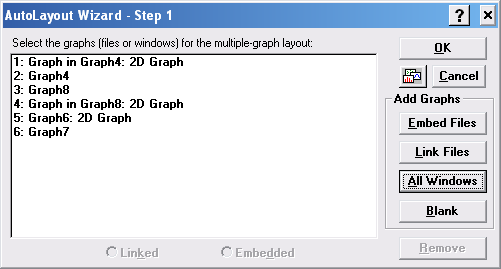 AutoLayout Wizard - Step 1
?
Select the graphs (files or windows) for the multiple-graph layout:
1: Graph in Graph4: 2D Graph
2: Graph4
3: Graph8
4: Graph in Graph8: 2D Graph
5: Graph6: 2D Graph
6: Graph7
Linked
Embedded
OK
Cancel
Add Graphs
Embed Files
Link Files
All Windows
Blank
Remove